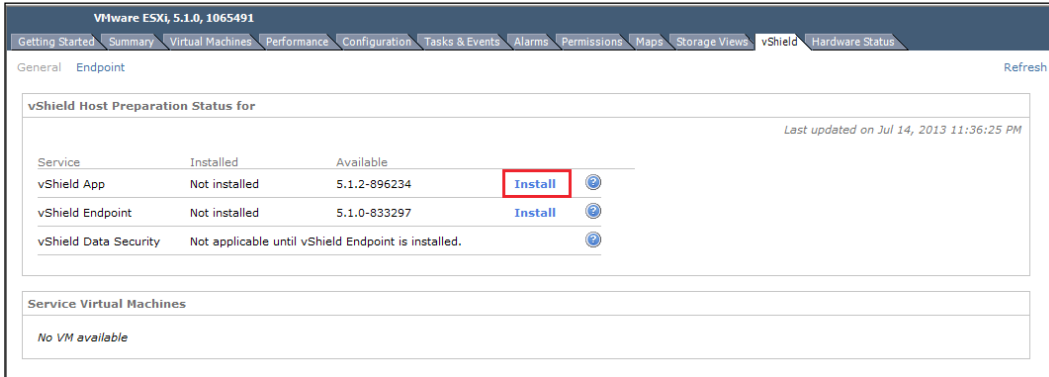 VMware ESXi, 5.1.0, 1065491
Getting Started Summary Virtual Machines Performance Configuration Tasks & Events Alarms Permissions Maps Storage Views vShield Hardware Status
General Endpoint Refresh
vShield Host Preparation Status for
Last updated on Jul 14, 2013 11:36:25 PM
Service Installed Available
vShield App Not installed 5.1.2-896234 Install ?
vShield Endpoint Not installed 5.1.0-833297 Install ?
vShield Data Security Not applicable until vShield Endpoint is installed. ?
Service Virtual Machines
No VM available